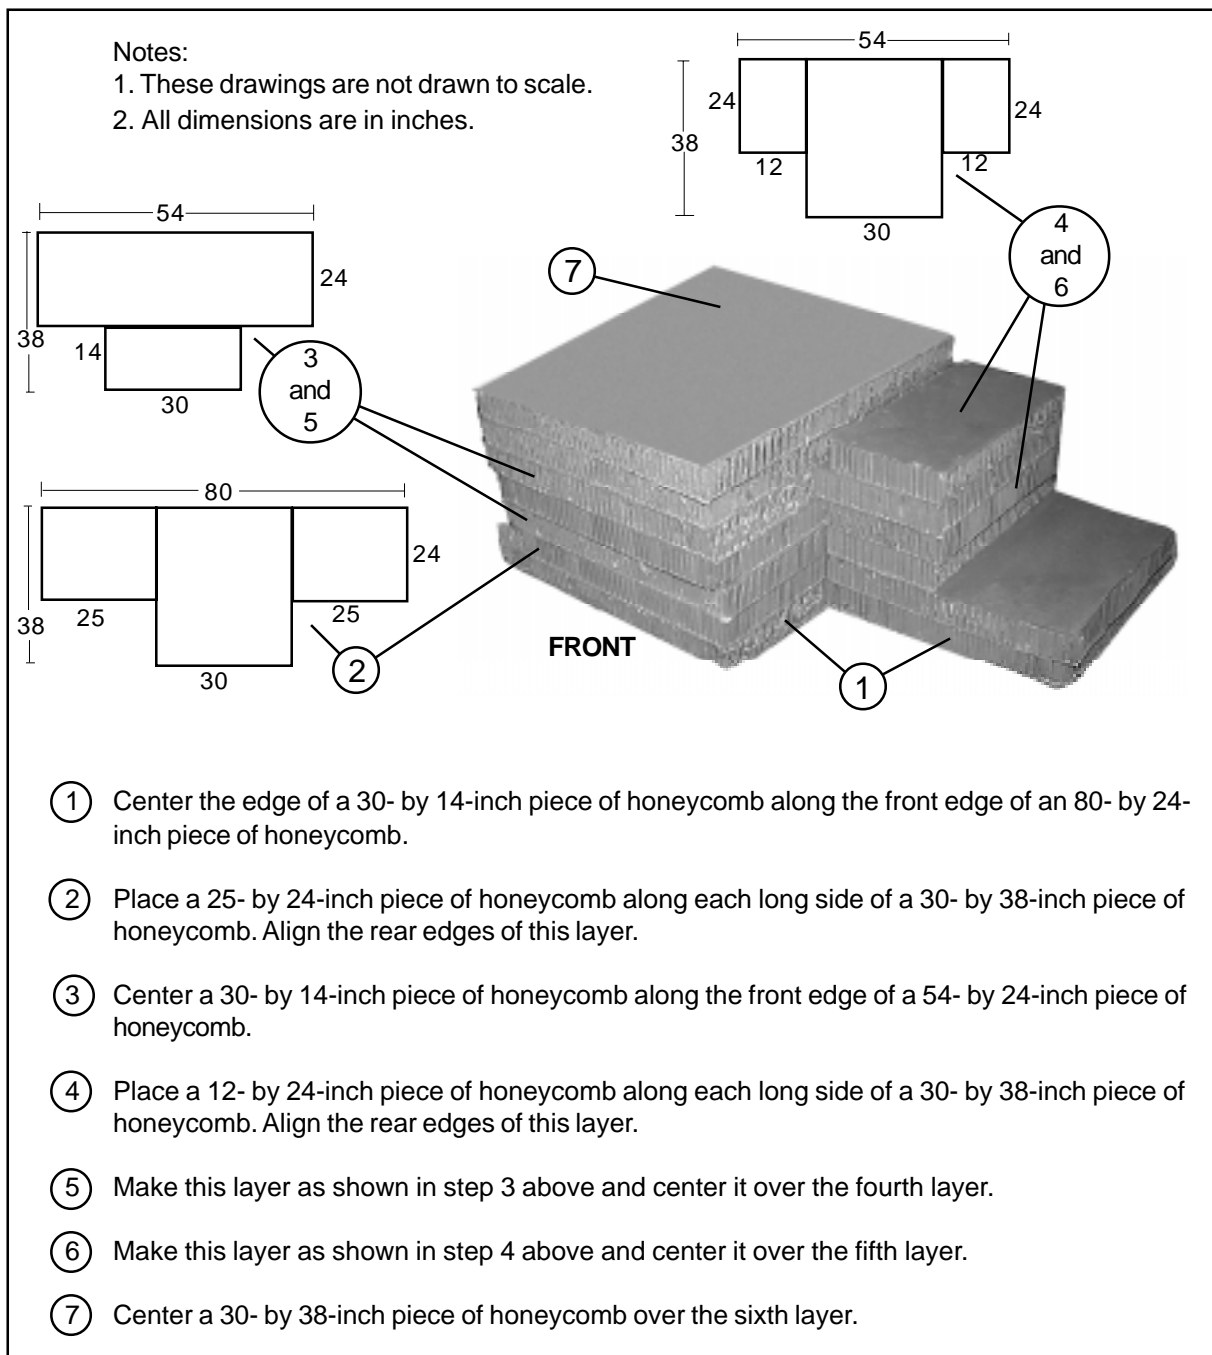 Notes:
1. These drawings are not drawn to scale.
2. All dimensions are in inches.
54
24
24
38
12
12
30
4
and
6
54
24
38
14
30
3
and
5
7
80
24
38
25
25
30
2
FRONT
1
1 Center the edge of a 30- by 14-inch piece of honeycomb along the front edge of an 80- by 24-
inch piece of honeycomb.
2 Place a 25- by 24-inch piece of honeycomb along each long side of a 30- by 38-inch piece of
honeycomb. Align the rear edges of this layer.
3 Center a 30- by 14-inch piece of honeycomb along the front edge of a 54- by 24-inch piece of
honeycomb.
4 Place a 12- by 24-inch piece of honeycomb along each long side of a 30- by 38-inch piece of
honeycomb. Align the rear edges of this layer.
5 Make this layer as shown in step 3 above and center it over the fourth layer.
6 Make this layer as shown in step 4 above and center it over the fifth layer.
7 Center a 30- by 38-inch piece of honeycomb over the sixth layer.